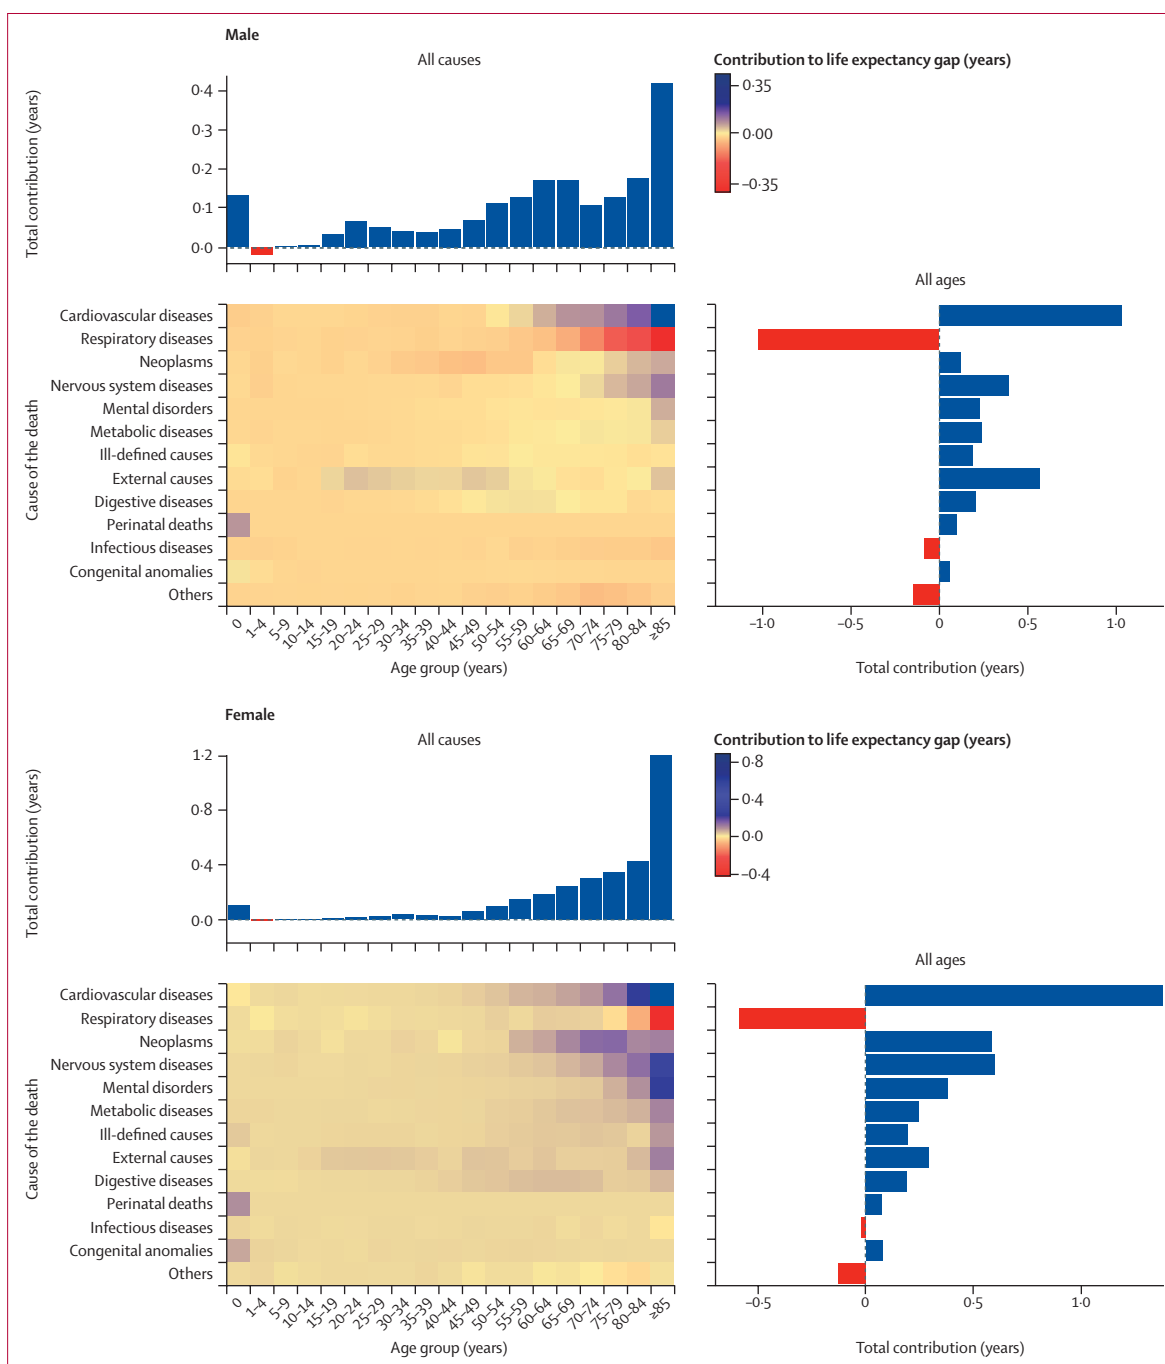 Male
All causes
Contribution to life expectancy gap (years)
Total contribution (years)
0·4
0·3
0·2
0·1
0·0
0·35
0·00
–0·35
All ages
Cause of the death
Cardiovascular diseases
Respiratory diseases
Neoplasms
Nervous system diseases
Mental disorders
Metabolic diseases
Ill-defined causes
External causes
Digestive diseases
Perinatal deaths
Infectious diseases
Congenital anomalies
Others
0 1–4 5–9 10–14 15–19 20–24 25–29 30–34 35–39 40–44 45–49 50–54 55–59 60–64 65–69 70–74 75–79 80–84 ≥85
Age group (years)
–1·0 –0·5 0 0·5 1·0
Total contribution (years)
Female
All causes
Contribution to life expectancy gap (years)
Total contribution (years)
1·2
0·8
0·4
0·0
0·8
0·4
0·0
–0·4
All ages
Cause of the death
Cardiovascular diseases
Respiratory diseases
Neoplasms
Nervous system diseases
Mental disorders
Metabolic diseases
Ill-defined causes
External causes
Digestive diseases
Perinatal deaths
Infectious diseases
Congenital anomalies
Others
0 1–4 5–9 10–14 15–19 20–24 25–29 30–34 35–39 40–44 45–49 50–54 55–59 60–64 65–69 70–74 75–79 80–84 ≥85
Age group (years)
–0·5 0 0·5 1·0
Total contribution (years)